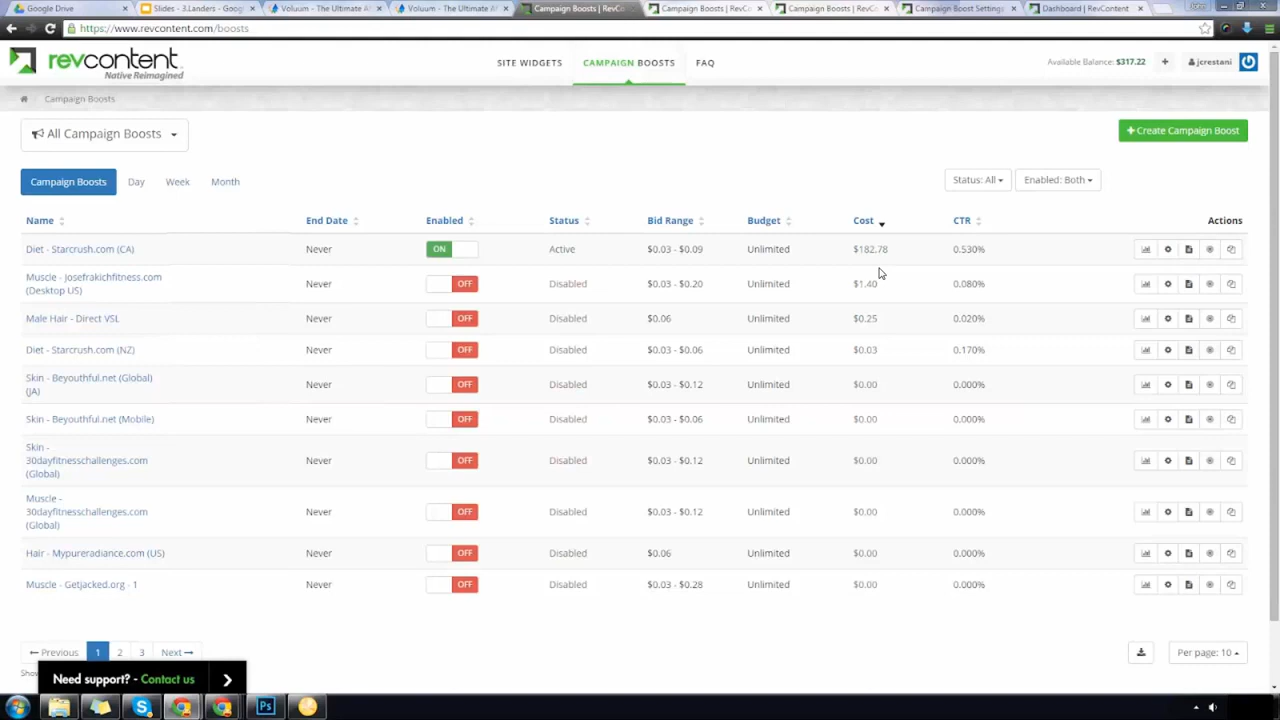 Google Drive
Slides - 3.Landers - Goog
Voluum - The Ultimate A
Voluum - The Ultimate A
Campaign Boosts | RevCo
Campaign Boosts | RevC
Campaign Boosts | RevCo
Campaign Boost Settings
Dashboard | RevContent
https://www.revcontent.com/boosts
revcontent
Native Reimagined
SITE WIDGETS
CAMPAIGN BOOSTS
FAQ
Available Balance: $317.22
jcrestani
Campaign Boosts
All Campaign Boosts
+ Create Campaign Boost
Campaign Boosts Day Week Month
Status: All
Enabled: Both
Name End Date Enabled Status Bid Range Budget Cost CTR Actions
Diet - Starcrush.com (CA) Never ON Active $0.03 - $0.09 Unlimited $182.78 0.530%
Muscle - Josefrakichfitness.com
(Desktop US) Never OFF Disabled $0.03 - $0.20 Unlimited $1.40 0.080%
Male Hair - Direct VSL Never OFF Disabled $0.06 Unlimited $0.25 0.020%
Diet - Starcrush.com (NZ) Never OFF Disabled $0.03 - $0.06 Unlimited $0.03 0.170%
Skin - Beyouthful.net (Global)
(JA) Never OFF Disabled $0.03 - $0.12 Unlimited $0.00 0.000%
Skin - Beyouthful.net (Mobile) Never OFF Disabled $0.03 - $0.06 Unlimited $0.00 0.000%
Skin -
30dayfitnesschallenges.com Never OFF Disabled $0.03 - $0.12 Unlimited $0.00 0.000%
(Global)
Muscle -
30dayfitnesschallenges.com Never OFF Disabled $0.03 - $0.12 Unlimited $0.00 0.000%
(Global)
Hair - Mypureradiance.com (US) Never OFF Disabled $0.06 Unlimited $0.00 0.000%
Muscle - Getjacked.org - 1 Never OFF Disabled $0.03 - $0.28 Unlimited $0.00 0.000%
← Previous 1 2 3 Next →
Per page: 10
Need support? - Contact us